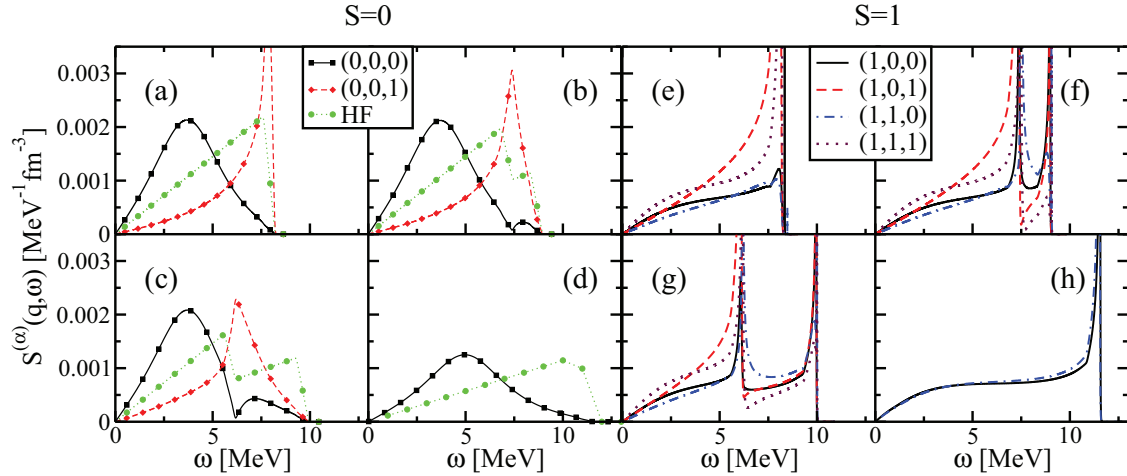 S=0
S=1
(a)
(0,0,0)
(0,0,1)
HF
(b)
(e)
(1,0,0)
(1,0,1)
(1,1,0)
(1,1,1)
(f)
0.003
0.002
0.001
0
(c)
(d)
(g)
(h)
0.003
0.002
0.001
0
S^(α)(q,ω) [MeV⁻¹fm⁻³]
0 5 10 0 5 10 0 5 10 0 5 10
ω [MeV] ω [MeV] ω [MeV] ω [MeV]